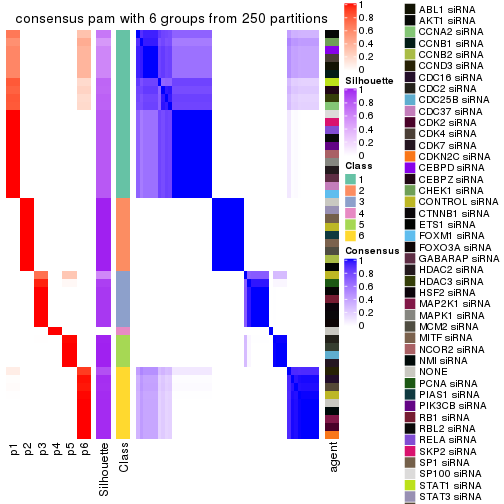 consensus pam with 6 groups from 250 partitions
p1
p2
p3
p4
p5
p6
Silhouette
Class
agent
1
0.8
0.6
0.4
0.2
0
Silhouette
1
0.8
0.6
0.4
0.2
0
Class
1
2
3
4
5
6
Consensus
1
0.8
0.6
0.4
0.2
0
ABL1 siRNA
AKT1 siRNA
CCNA2 siRNA
CCNB1 siRNA
CCNB2 siRNA
CCND3 siRNA
CDC16 siRNA
CDC2 siRNA
CDC25B siRNA
CDC37 siRNA
CDK2 siRNA
CDK4 siRNA
CDK7 siRNA
CDKN2C siRNA
CEBPD siRNA
CEBPZ siRNA
CHEK1 siRNA
CONTROL siRNA
CTNNB1 siRNA
ETS1 siRNA
FOXM1 siRNA
FOXO3A siRNA
GABARAP siRNA
HDAC2 siRNA
HDAC3 siRNA
HSF2 siRNA
MAP2K1 siRNA
MAPK1 siRNA
MCM2 siRNA
MITF siRNA
NCOR2 siRNA
NMI siRNA
NONE
PCNA siRNA
PIAS1 siRNA
PIK3CB siRNA
RB1 siRNA
RBL2 siRNA
RELA siRNA
SKP2 siRNA
SP1 siRNA
SP100 siRNA
STAT1 siRNA
STAT3 siRNA